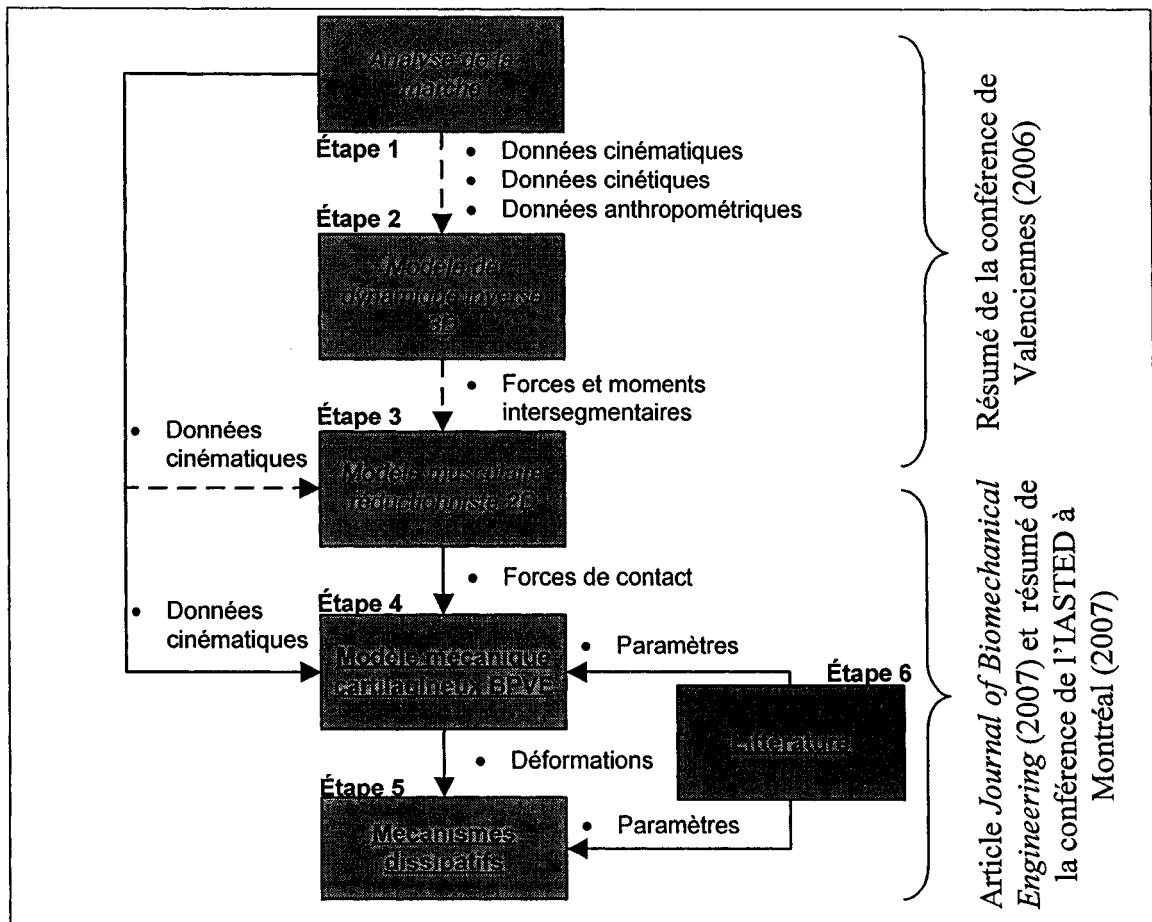 Analyse de la
marche
Étape 1
• Données cinématiques
• Données cinétiques
• Données anthropométriques
Étape 2
Modèle de
dynamique inverse
3D
• Forces et moments
intersegmentaires
Étape 3
• Données
cinématiques
Modèle musculaire
réductionniste 2D
• Forces de contact
Étape 4
• Données
cinématiques
Modèle mécanique
cartilagineux BPVE
• Paramètres
Étape 6
Littérature
• Déformations
Étape 5
Mécanismes
dissipatifs
• Paramètres
Résumé de la conférence de
Valenciennes (2006)
Article Journal of Biomechanical
Engineering (2007) et résumé de
la conférence de l'IASTED à
Montréal (2007)